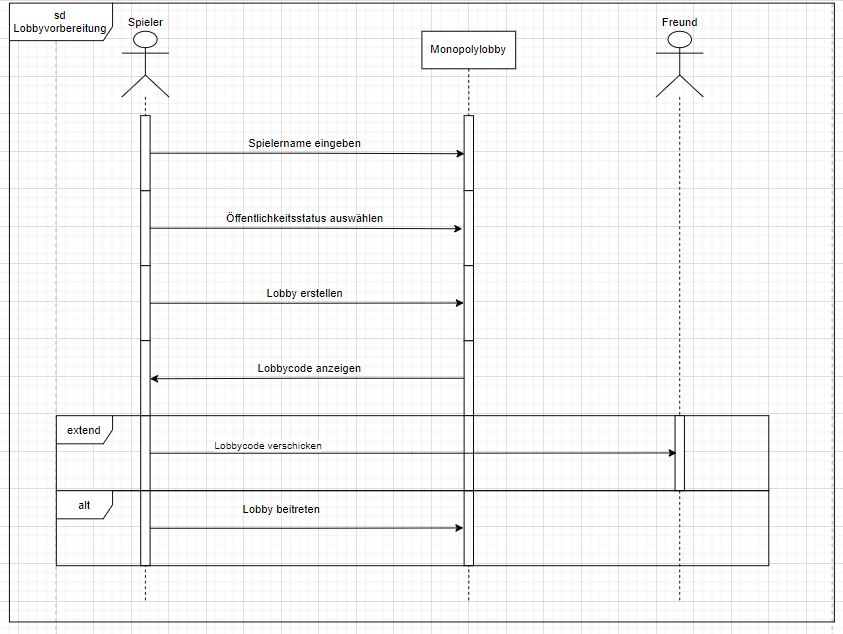 sd
Lobbyvorbereitung
Spieler
Monopolylobby
Freund
Spielername eingeben
Öffentlichkeitsstatus auswählen
Lobby erstellen
Lobbycode anzeigen
extend
Lobbycode verschicken
alt
Lobby beitreten